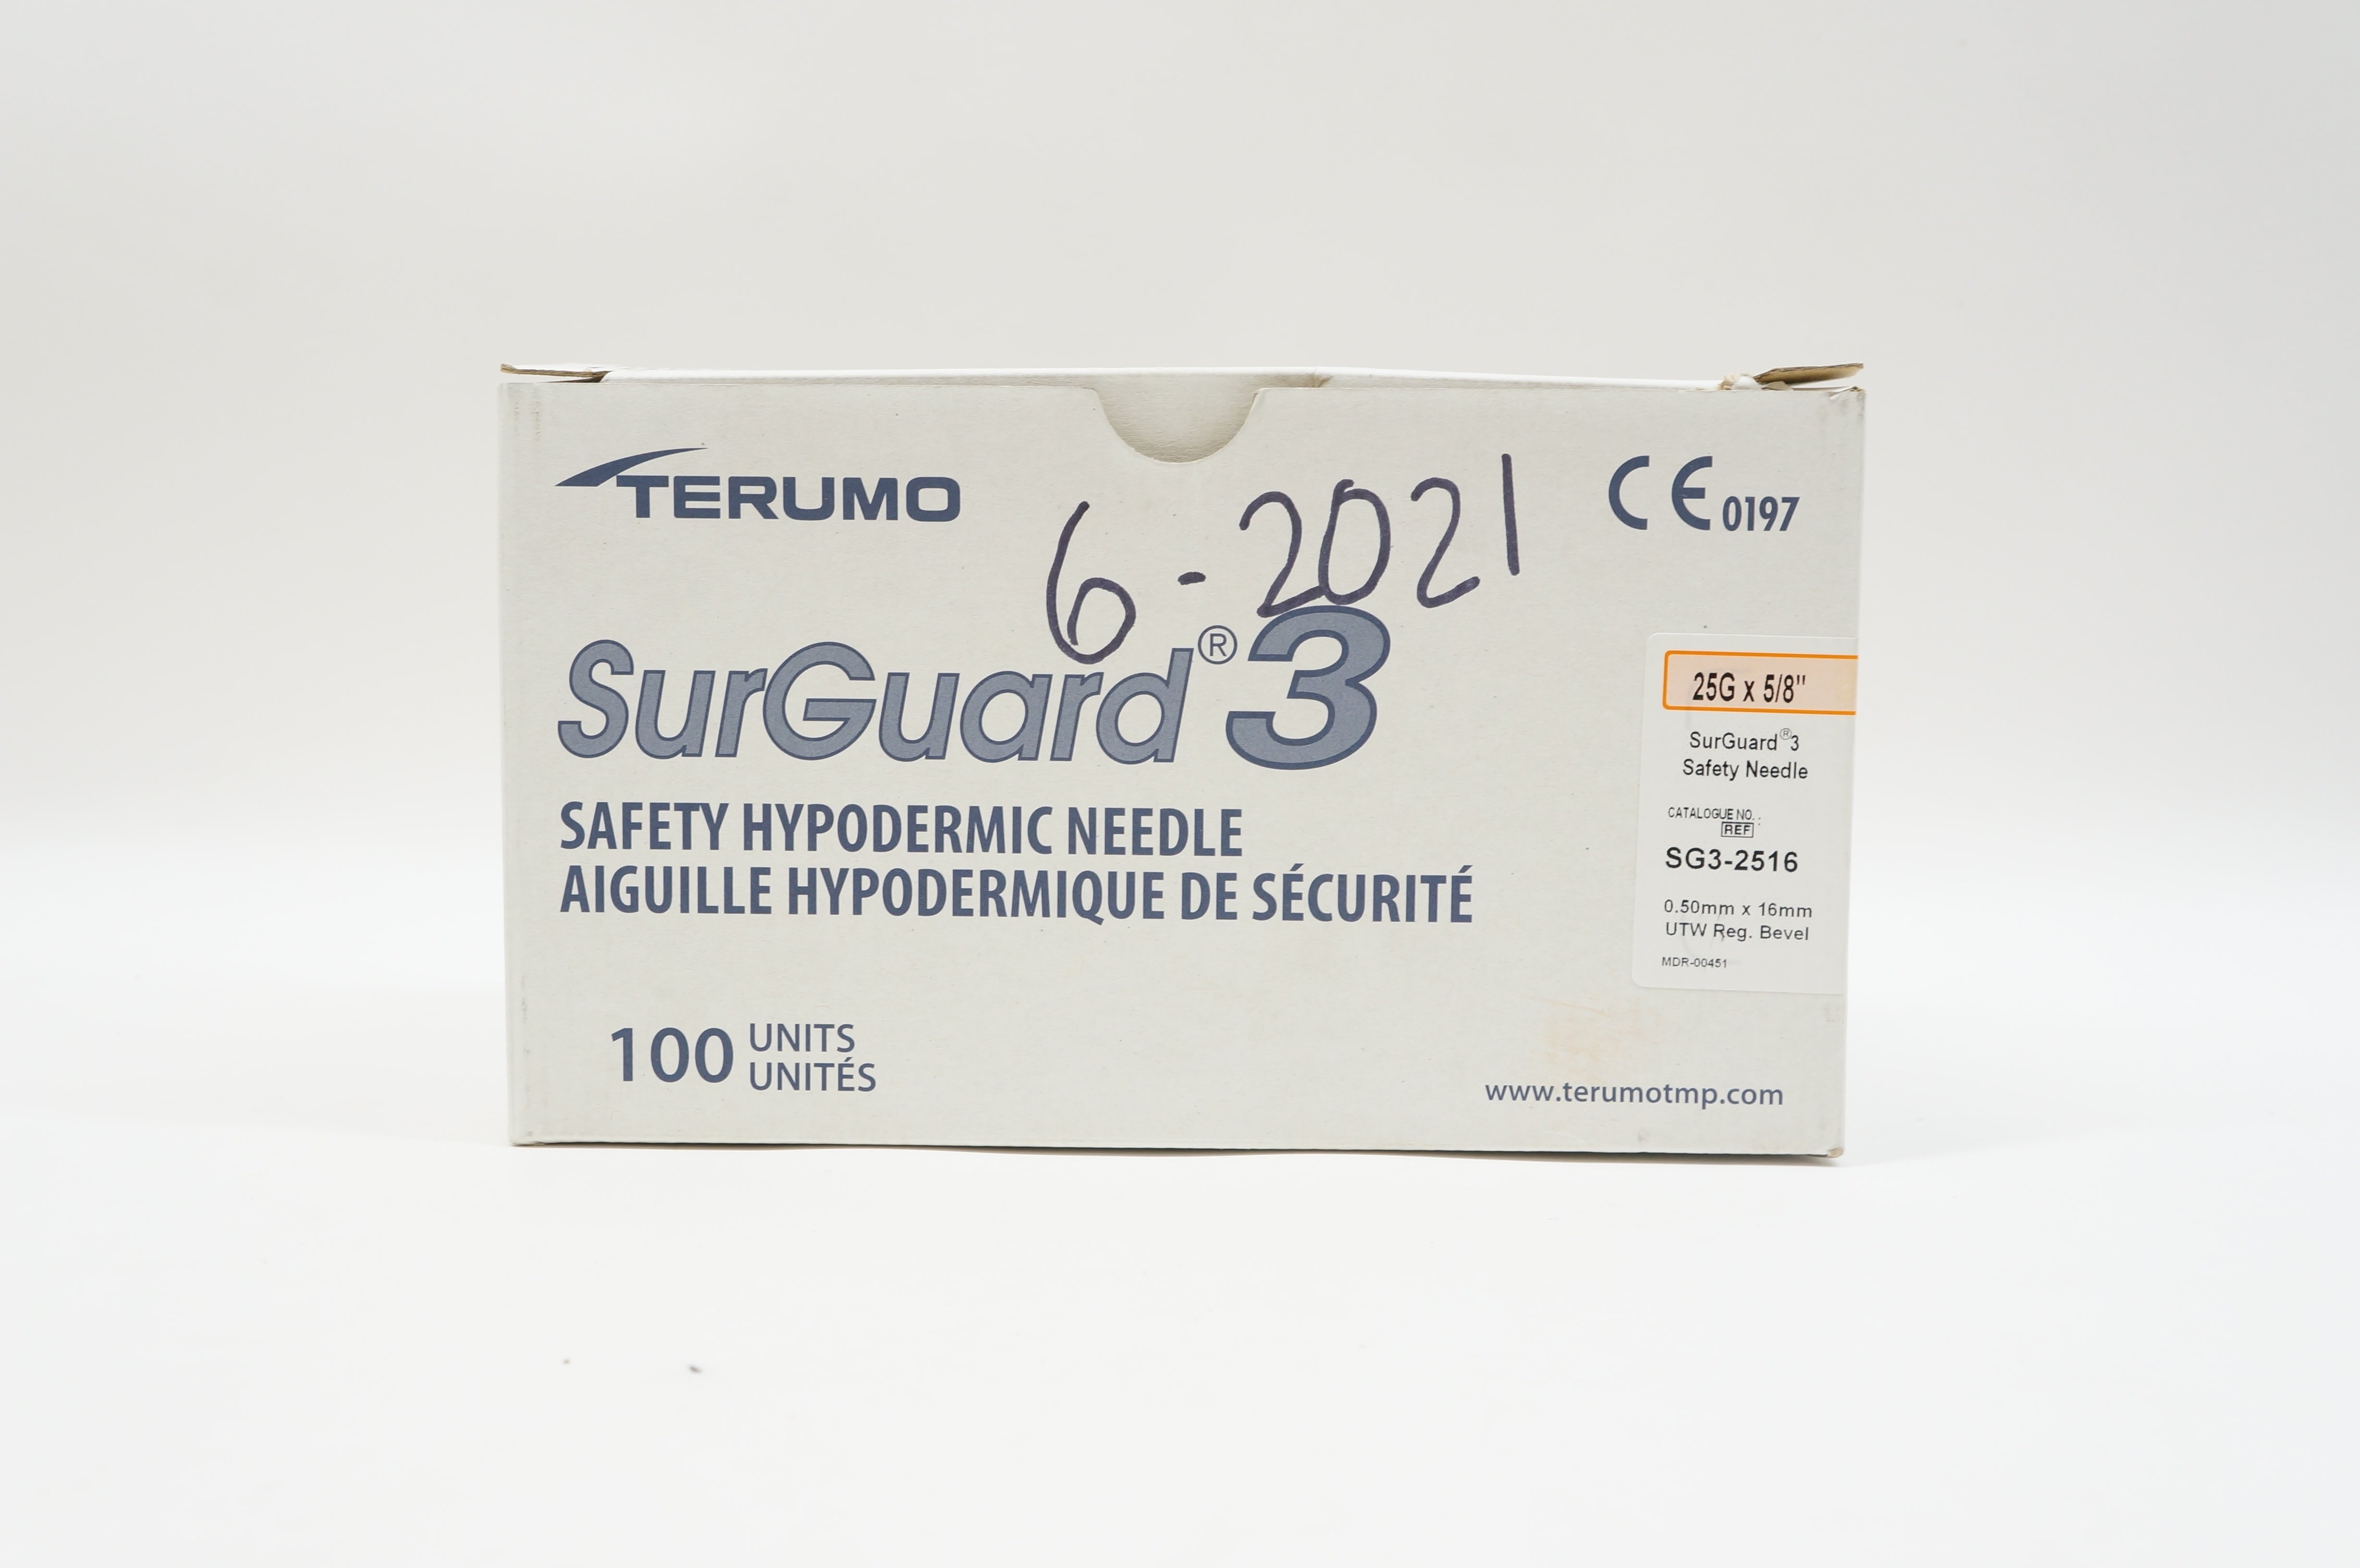 TERUMO
6-2021
CE 0197
SurGuard®3
SAFETY HYPODERMIC NEEDLE
AIGUILLE HYPODERMIQUE DE SÉCURITÉ
100 UNITS
UNITÉS
25G x 5/8"
SurGuard®3
Safety Needle
CATALOGUE NO.:
REF
SG3-2516
0.50mm x 16mm
UTW Reg. Bevel
MDR-00451
www.terumotmp.com